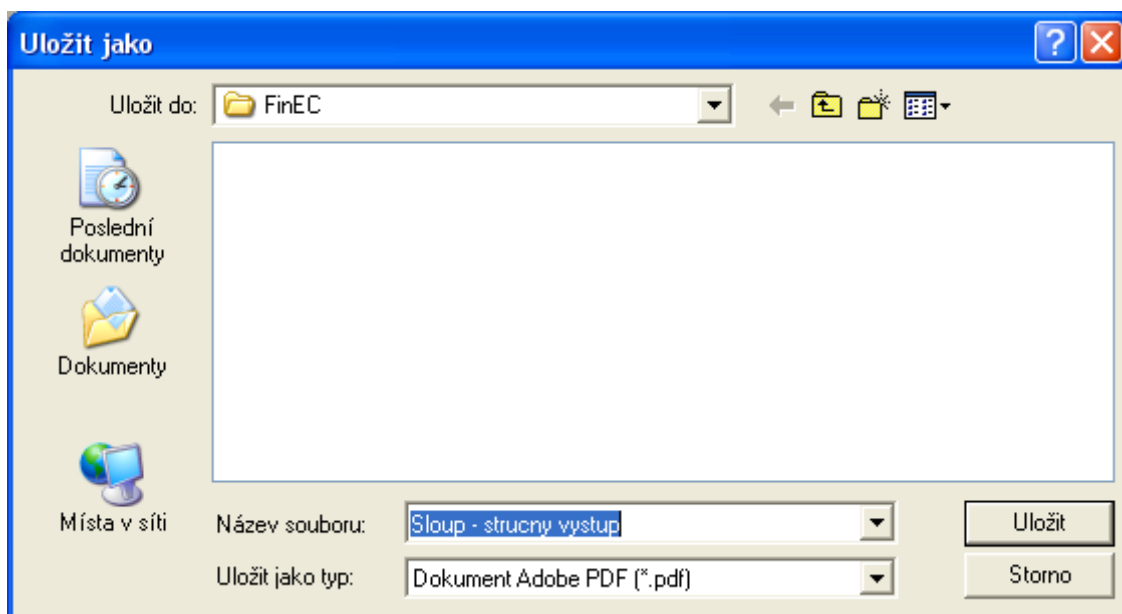 Uložit jako
Uložit do: FinEC
Poslední
dokumenty
Dokumenty
Místa v síti
Název souboru: Sloup - strucny vystup Uložit
Uložit jako typ: Dokument Adobe PDF (*.pdf) Storno